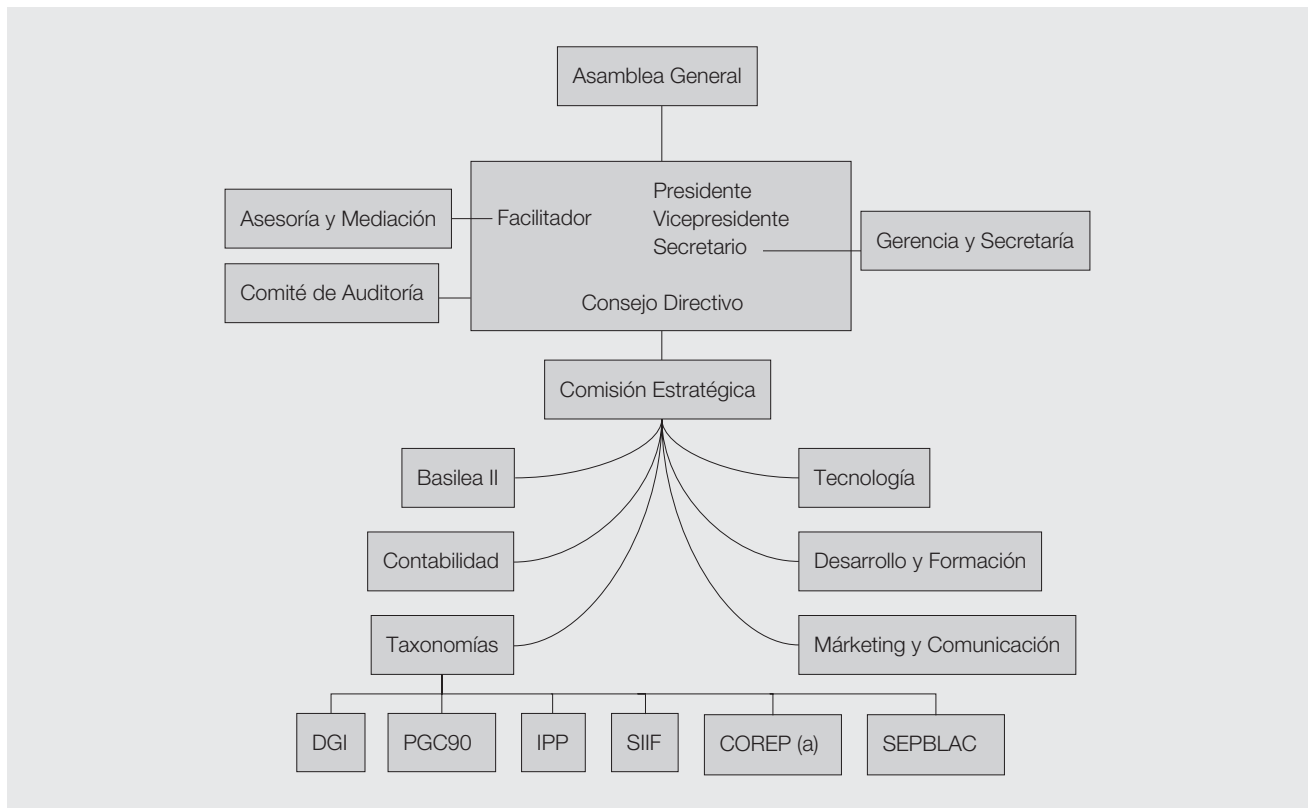 Asamblea General
Presidente
Vicepresidente
Secretario
Asesoría y Mediación
Facilitador
Gerencia y Secretaría
Comité de Auditoría
Consejo Directivo
Comisión Estratégica
Basilea II
Tecnología
Contabilidad
Desarrollo y Formación
Taxonomías
Márketing y Comunicación
DGI
PGC90
IPP
SIIF
COREP (a)
SEPBLAC